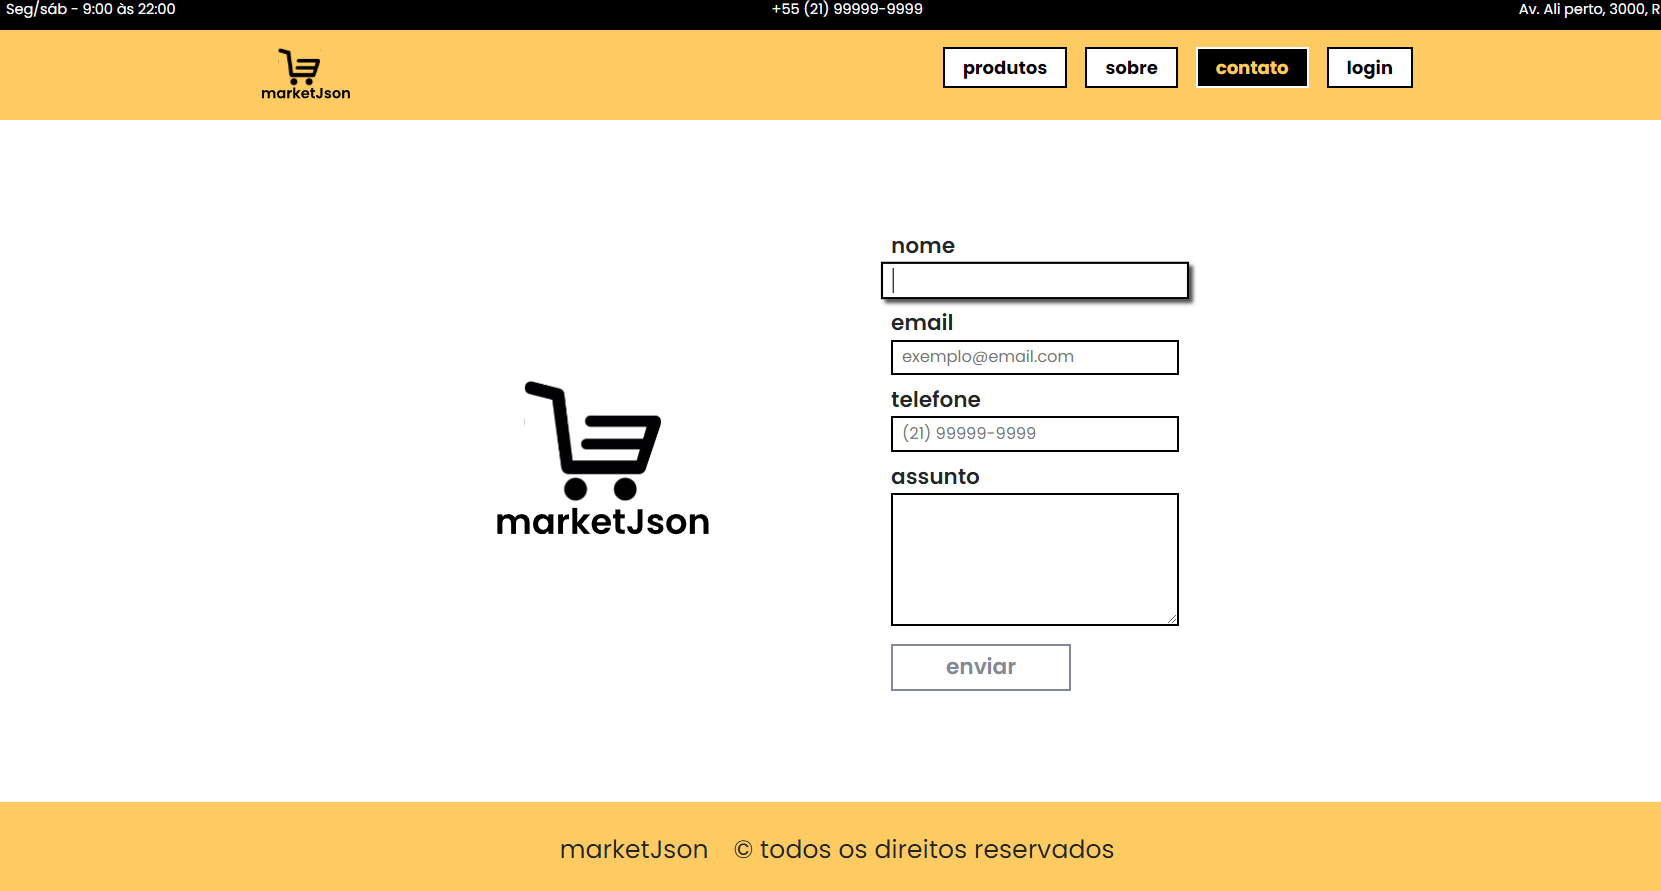 Seg/sáb - 9:00 às 22:00
+55 (21) 99999-9999
Av. Ali perto, 3000, R
marketJson
produtos
sobre
contato
login
nome
email
exemplo@email.com
telefone
(21) 99999-9999
assunto
marketJson
enviar
marketJson © todos os direitos reservados